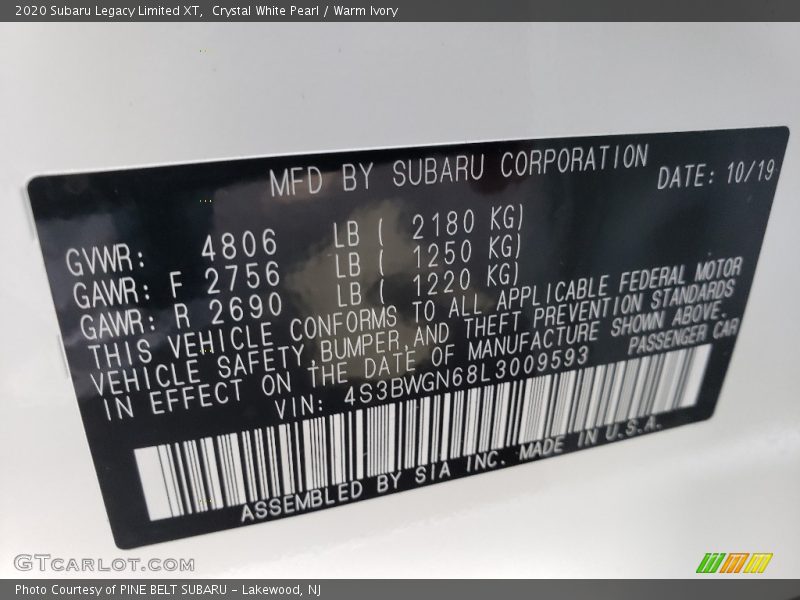 2020 Subaru Legacy Limited XT,  Crystal White Pearl / Warm Ivory
MFD BY SUBARU CORPORATION
DATE: 10/19
GVWR: 4806 LB ( 2180 KG)
GAWR: F 2756 LB ( 1250 KG)
GAWR: R 2690 LB ( 1220 KG)
THIS VEHICLE CONFORMS TO ALL APPLICABLE FEDERAL MOTOR
VEHICLE SAFETY,BUMPER,AND THEFT PREVENTION STANDARDS
IN EFFECT ON THE DATE OF MANUFACTURE SHOWN ABOVE.
VIN: 4S3BWGN68L3009593 PASSENGER CAR
ASSEMBLED BY SIA INC. MADE IN U.S.A.
GTCarLot.com
Photo Courtesy of PINE BELT SUBARU - Lakewood, NJ